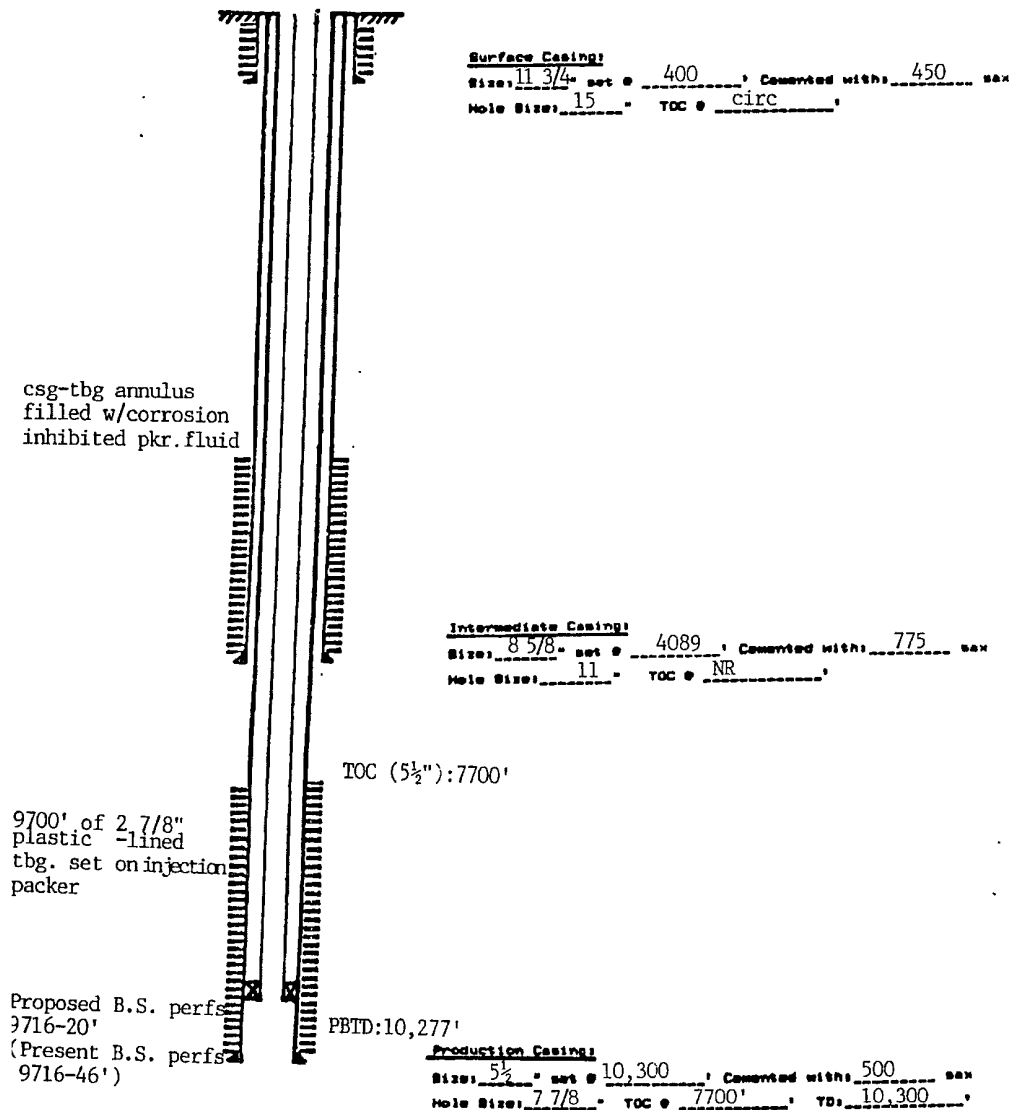 Surface Casing:
Size: 11 3/4" set @ 400' Cemented with: 450 sax
Hole Size: 15" TOC @ circ'
csg-tbg annulus
filled w/corrosion
inhibited pkr.fluid
Intermediate Casing:
Size: 8 5/8" set @ 4089' Cemented with: 775 sax
Hole Size: 11" TOC @ NR'
TOC (5½"):7700'
9700' of 2 7/8"
plastic -lined
tbg. set on injection
packer
Proposed B.S. perfs
9716-20'
(Present B.S. perfs
9716-46')
PBTD:10,277'
Production Casing:
Size: 5½" set @ 10,300' Cemented with: 500 sax
Hole Size: 7 7/8" TOC @ 7700' TD: 10,300'